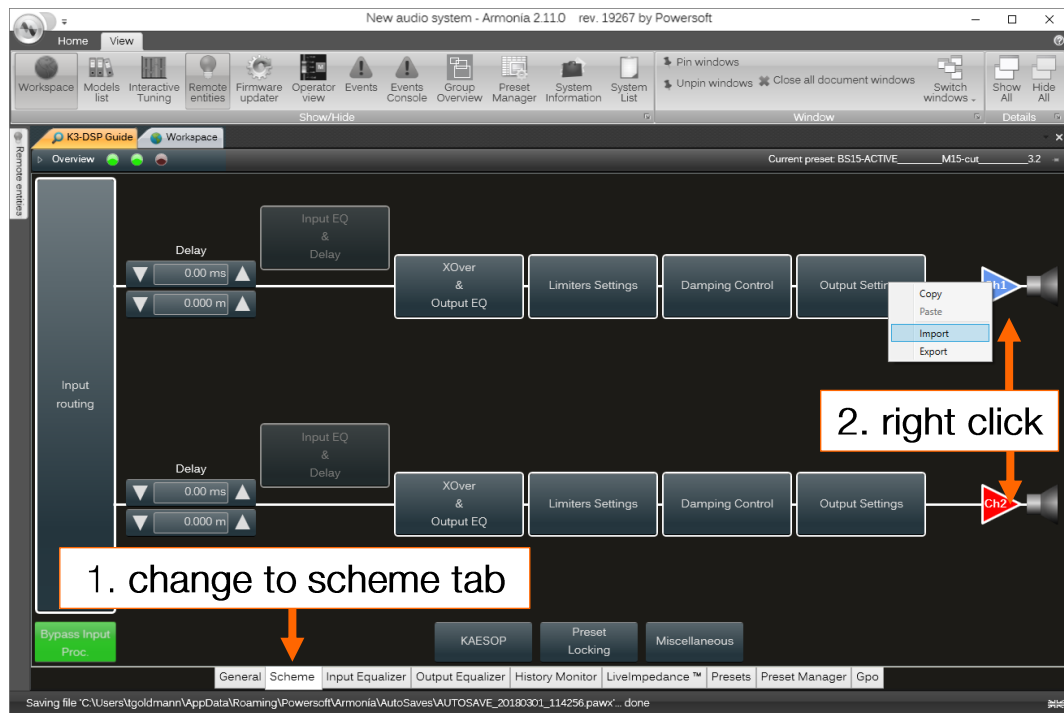 New audio system - Armonia 2.11.0 rev. 19267 by Powersoft
Home View
Workspace Models list Interactive Tuning Remote entities Firmware updater Operator view Events Events Console Group Overview Preset Manager System Information System List
Pin windows
Unpin windows Close all document windows
Switch windows
Show All Hide All
Show/Hide Window Details
Remote entities
K3-DSP Guide Workspace
Overview
Current preset: BS15-ACTIVE________M15-cut________3.2
Input EQ & Delay
Delay
0.00 ms
0.000 m
XOver & Output EQ
Limiters Settings
Damping Control
Output Settin
Ch1
Copy
Paste
Import
Export
Input routing
2. right click
Input EQ & Delay
Delay
0.00 ms
0.000 m
XOver & Output EQ
Limiters Settings
Damping Control
Output Settings
Ch2
1. change to scheme tab
Bypass Input Proc.
KAESOP
Preset Locking
Miscellaneous
General Scheme Input Equalizer Output Equalizer History Monitor LiveImpedance ™ Presets Preset Manager Gpo
Saving file 'C:\Users\tgoldmann\AppData\Roaming\Powersoft\Armonia\AutoSaves\AUTOSAVE_20180301_114256.pawx'... done